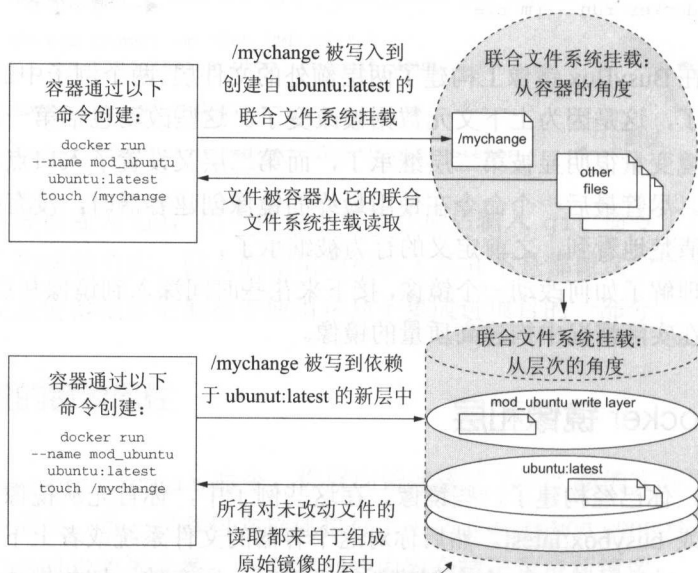 容器通过以下
命令创建：
docker run
--name mod_ubuntu
ubuntu:latest
touch /mychange
/mychange 被写入到
创建自 ubuntu:latest 的
联合文件系统挂载
文件被容器从它的联合
文件系统挂载读取
联合文件系统挂载：
从容器的角度
/mychange
other
files
容器通过以下
命令创建：
docker run
--name mod_ubuntu
ubuntu:latest
touch /mychange
/mychange 被写到依赖
于 ubunut:latest 的新层中
所有对未改动文件的
读取都来自于组成
原始镜像的层中
联合文件系统挂载：
从层次的角度
mod_ubuntu write layer
ubuntu:latest